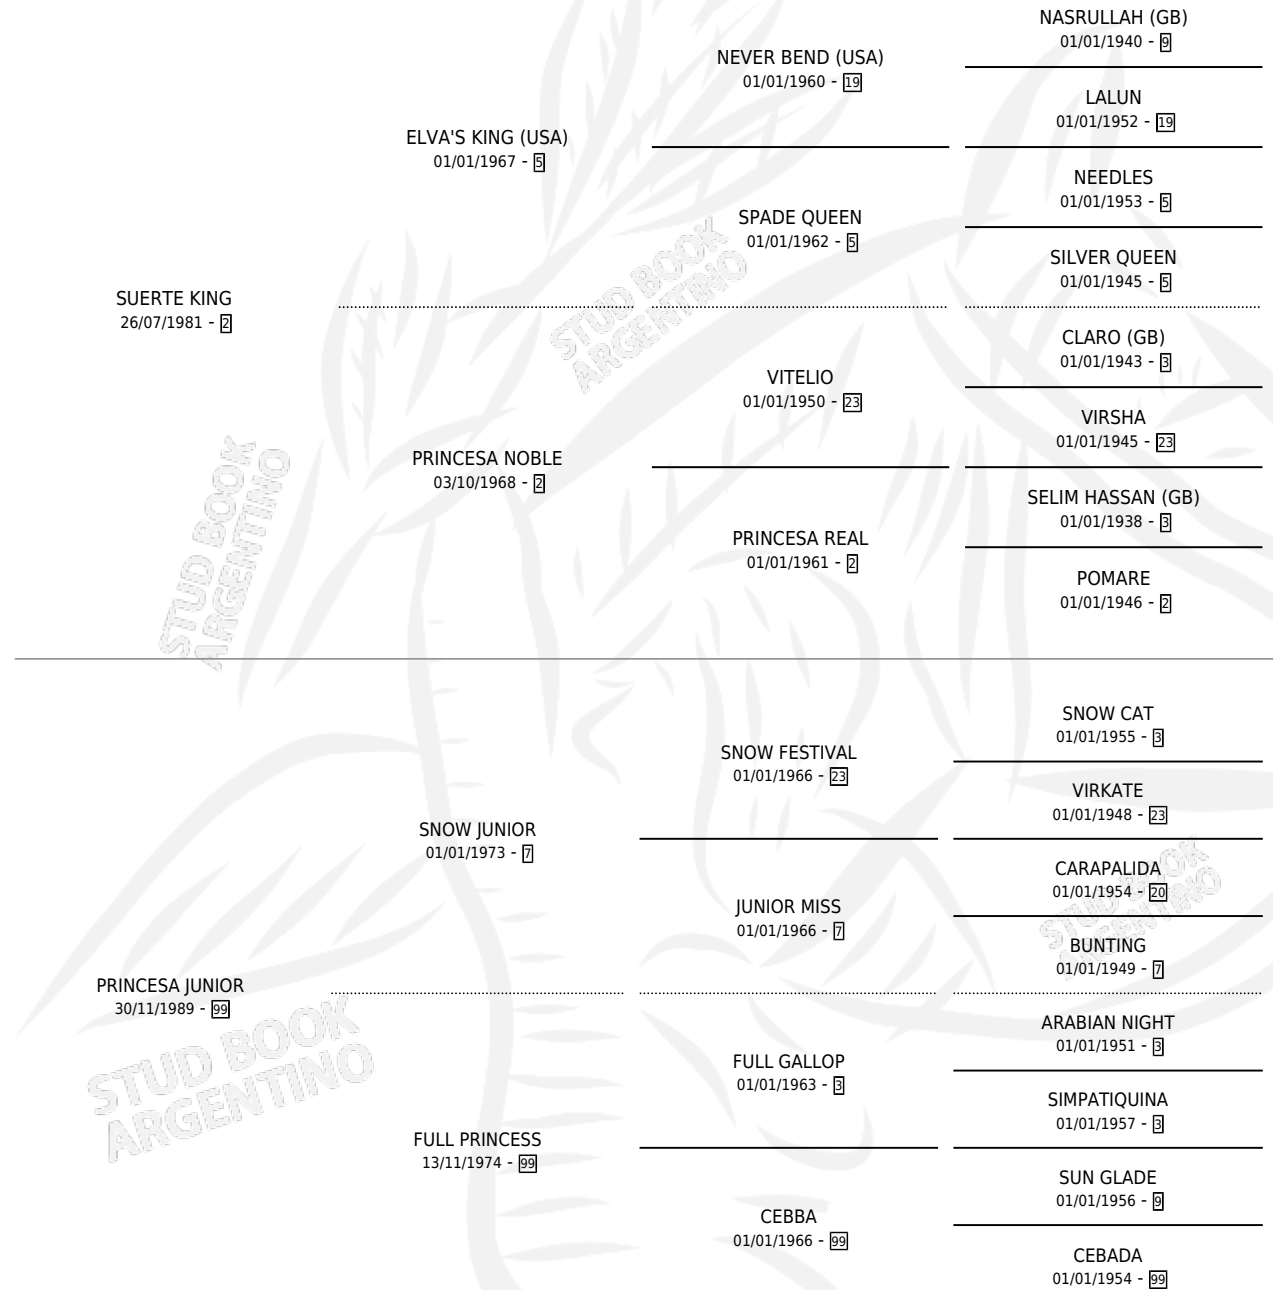 NASRULLAH (GB)
01/01/1940 - 9
NEVER BEND (USA)
01/01/1960 - 19
LALUN
01/01/1952 - 19
ELVA'S KING (USA)
01/01/1967 - 5
NEEDLES
01/01/1953 - 5
SPADE QUEEN
01/01/1962 - 5
SILVER QUEEN
01/01/1945 - 5
SUERTE KING
26/07/1981 - 2
CLARO (GB)
01/01/1943 - 3
VITELIO
01/01/1950 - 23
VIRSHA
01/01/1945 - 23
PRINCESA NOBLE
03/10/1968 - 2
SELIM HASSAN (GB)
01/01/1938 - 3
PRINCESA REAL
01/01/1961 - 2
POMARE
01/01/1946 - 2
SNOW CAT
01/01/1955 - 3
SNOW FESTIVAL
01/01/1966 - 23
VIRKATE
01/01/1948 - 23
SNOW JUNIOR
01/01/1973 - 7
CARAPALIDA
01/01/1954 - 20
JUNIOR MISS
01/01/1966 - 7
BUNTING
01/01/1949 - 7
PRINCESA JUNIOR
30/11/1989 - 99
ARABIAN NIGHT
01/01/1951 - 3
FULL GALLOP
01/01/1963 - 3
SIMPATIQUINA
01/01/1957 - 3
FULL PRINCESS
13/11/1974 - 99
SUN GLADE
01/01/1956 - 9
CEBBA
01/01/1966 - 99
CEBADA
01/01/1954 - 99
STUD BOOK
ARGENTINO
STUD BOOK
ARGENTINO
STUD BOOK
ARGENTINO
STUD BOOK
ARGENTINO